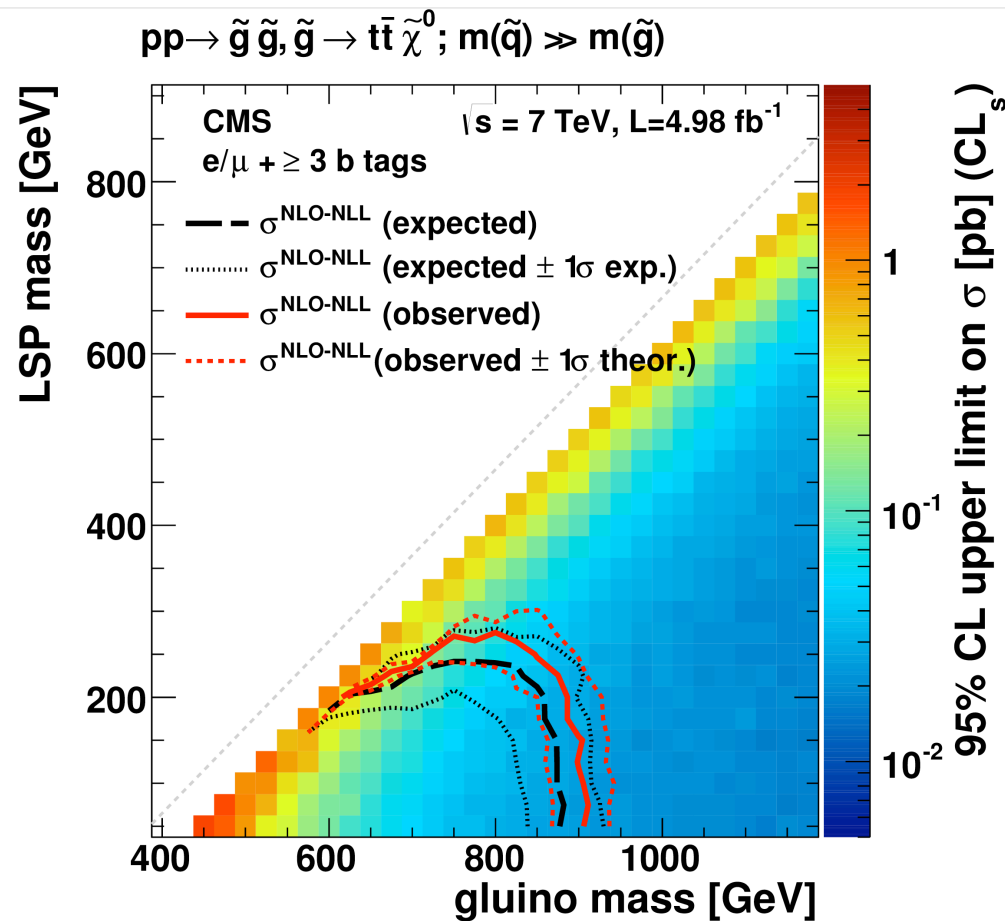 pp→ g̃ g̃, g̃ → tt̄ χ̃⁰; m(q̃) ≫ m(g̃)
CMS
√s = 7 TeV, L=4.98 fb⁻¹
e/μ + ≥ 3 b tags
σ^NLO-NLL (expected)
σ^NLO-NLL (expected ± 1σ exp.)
σ^NLO-NLL (observed)
σ^NLO-NLL (observed ± 1σ theor.)
LSP mass [GeV]
800
600
400
200
400
600
800
1000
gluino mass [GeV]
1
10⁻¹
10⁻²
95% CL upper limit on σ [pb] (CLₛ)